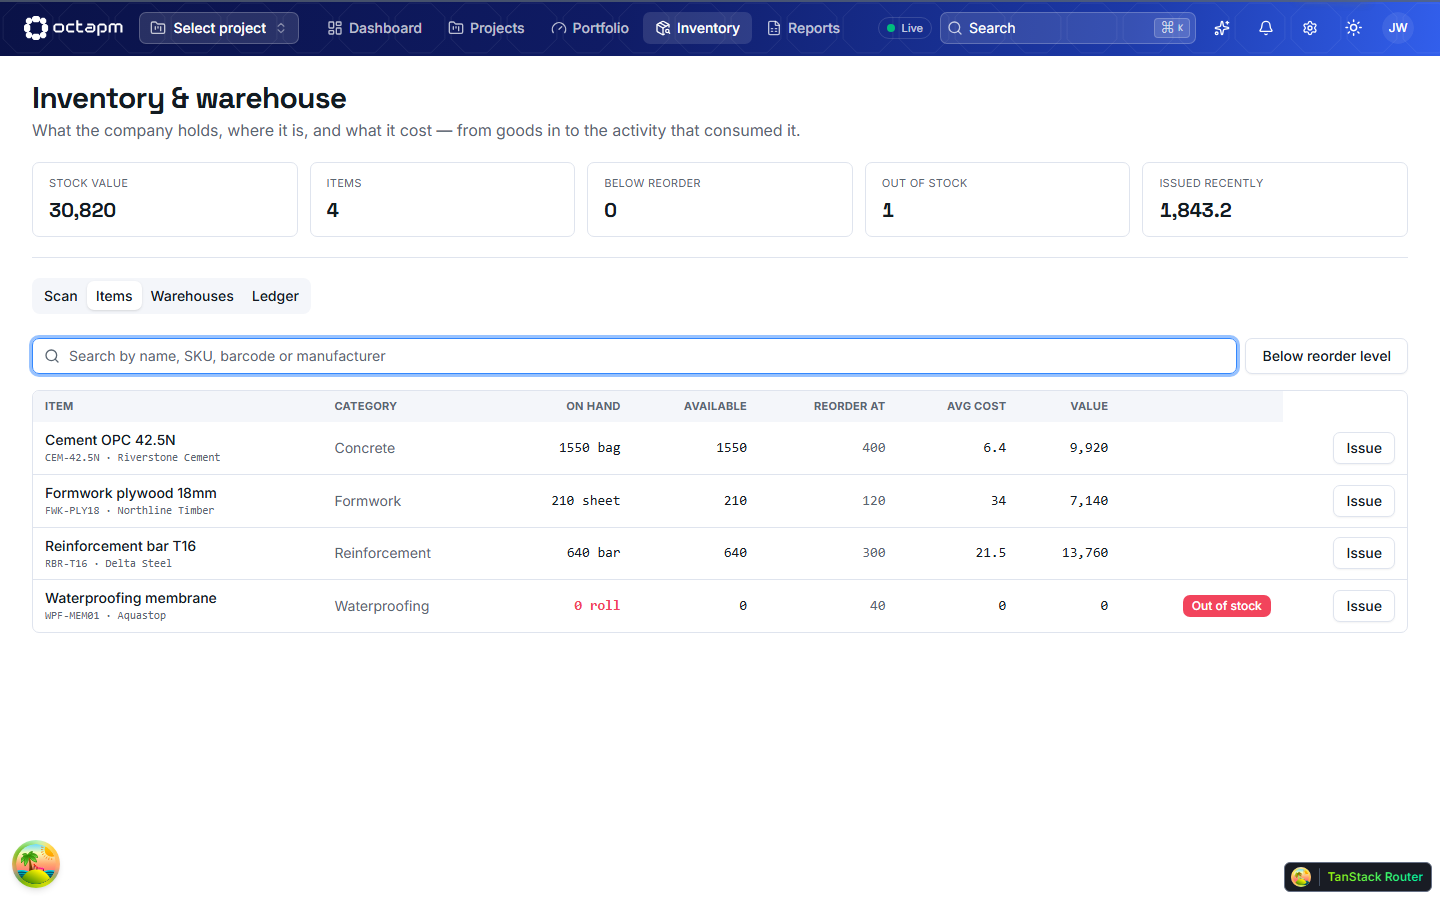 octapm
Select project
Dashboard
Projects
Portfolio
Inventory
Reports
Live
Search
⌘ K
JW
Inventory & warehouse
What the company holds, where it is, and what it cost — from goods in to the activity that consumed it.
STOCK VALUE
30,820
ITEMS
4
BELOW REORDER
0
OUT OF STOCK
1
ISSUED RECENTLY
1,843.2
Scan
Items
Warehouses
Ledger
Search by name, SKU, barcode or manufacturer
Below reorder level
ITEM CATEGORY ON HAND AVAILABLE REORDER AT AVG COST VALUE
Cement OPC 42.5N
CEM-42.5N · Riverstone Cement
Concrete 1550 bag 1550 400 6.4 9,920 Issue
Formwork plywood 18mm
FWK-PLY18 · Northline Timber
Formwork 210 sheet 210 120 34 7,140 Issue
Reinforcement bar T16
RBR-T16 · Delta Steel
Reinforcement 640 bar 640 300 21.5 13,760 Issue
Waterproofing membrane
WPF-MEM01 · Aquastop
Waterproofing 0 roll 0 40 0 0 Out of stock Issue
TanStack Router